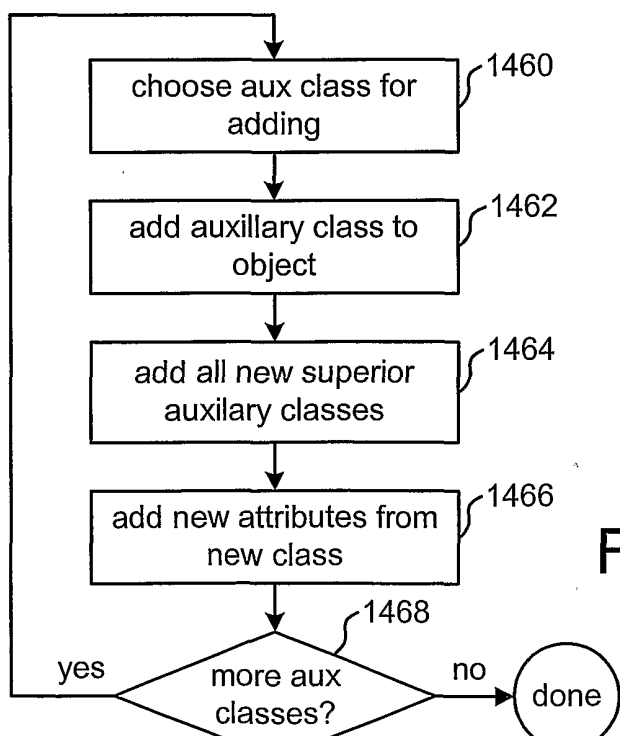 choose aux class for
adding
1460
add auxillary class to
object
1462
add all new superior
auxilary classes
1464
add new attributes from
new class
1466
1468
yes
more aux
classes?
no
done